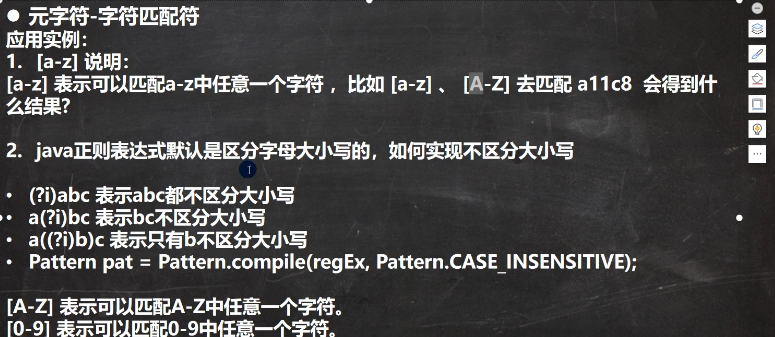 ● 元字符-字符匹配符
应用实例：
1. [a-z] 说明：
[a-z] 表示可以匹配a-z中任意一个字符， 比如 [a-z] 、 [A-Z] 去匹配 a11c8 会得到什
么结果?
2. java正则表达式默认是区分字母大小写的，如何实现不区分大小写
• (?i)abc 表示abc都不区分大小写
• a(?i)bc 表示bc不区分大小写
• a((?i)b)c 表示只有b不区分大小写
• Pattern pat = Pattern.compile(regEx, Pattern.CASE_INSENSITIVE);
[A-Z] 表示可以匹配A-Z中任意一个字符。
[0-9] 表示可以匹配0-9中任意一个字符。